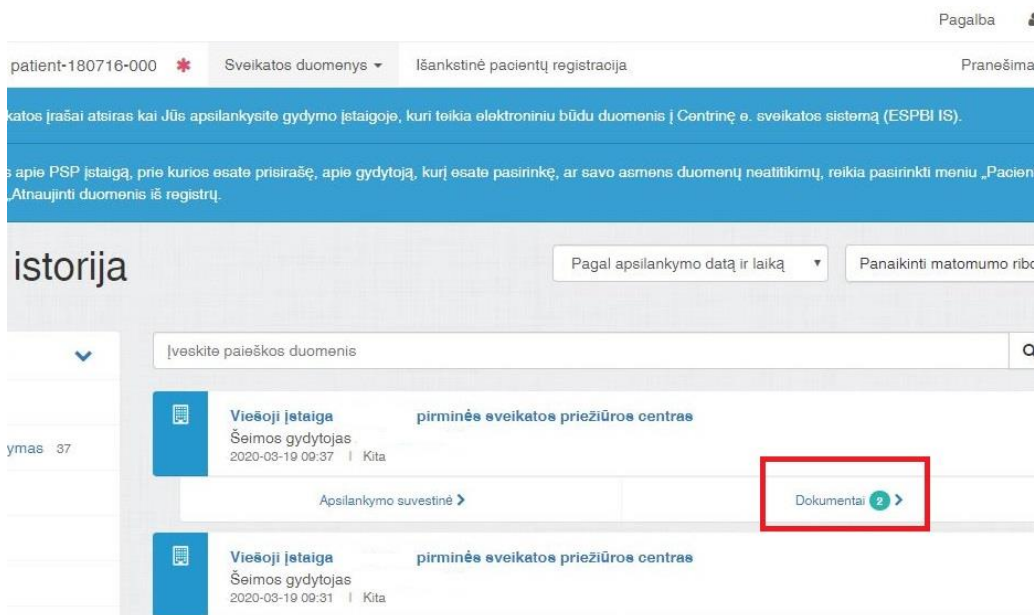 Pagalba
patient-180716-000 * Sveikatos duomenys Išankstinė pacientų registracija Pranešima
katos įrašai atsiras kai Jūs apsilankysite gydymo įstaigoje, kuri teikia elektroniniu būdu duomenis į Centrinę e. sveikatos sistemą (ESPBI IS).
s apie PSP įstaigą, prie kurios esate prisirašę, apie gydytoją, kurį esate pasirinkę, ar savo asmens duomenų neatitikimų, reikia pasirinkti meniu „Pacien
„Atnaujinti duomenis iš registrų.
istorija
Pagal apsilankymo datą ir laiką Panaikinti matomumo ribo
Įveskite paieškos duomenis
Viešoji įstaiga pirminės sveikatos priežiūros centras
Šeimos gydytojas
ymas 37
2020-03-19 09:37 | Kita
Apsilankymo suvestinė Dokumentai 2
Viešoji įstaiga pirminės sveikatos priežiūros centras
Šeimos gydytojas
2020-03-19 09:31 | Kita